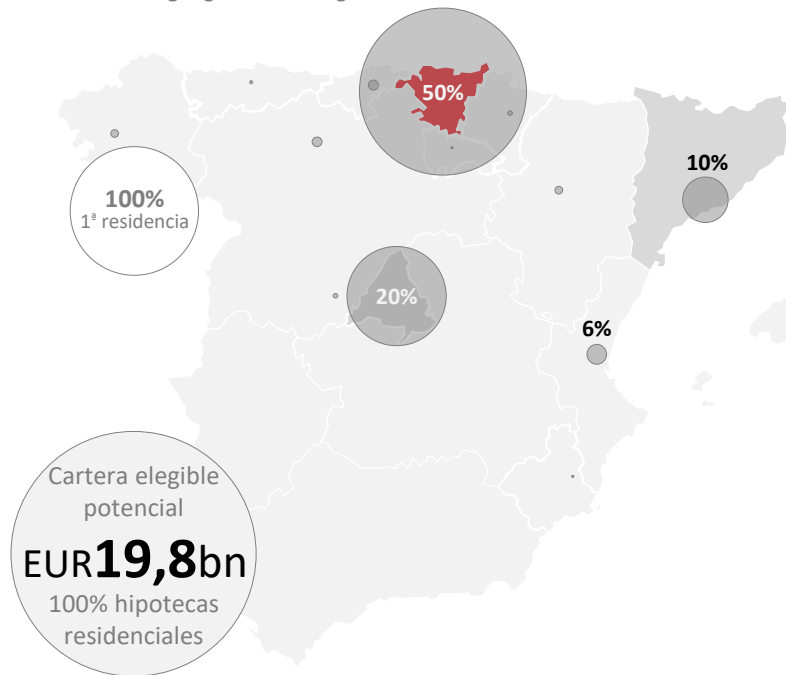 50%
10%
100%
1ª residencia
20%
6%
Cartera elegible
potencial
EUR19,8bn
100% hipotecas
residenciales